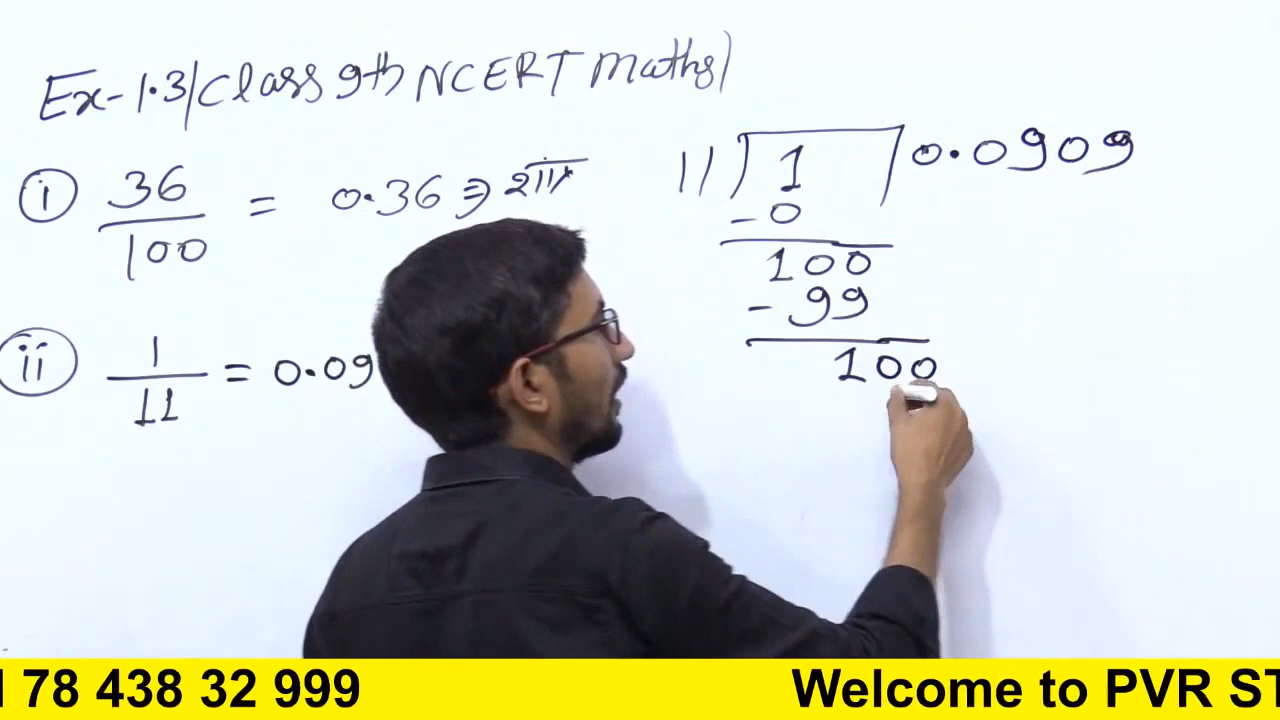 Ex-1.3/Class 9th NCERT Maths)
i 36/100 = 0.36 ⇒
ii 1/11 = 0.09
11) 1 / 0.0909
-0
100
- 99
100
78 438 32 999 Welcome to PVR ST